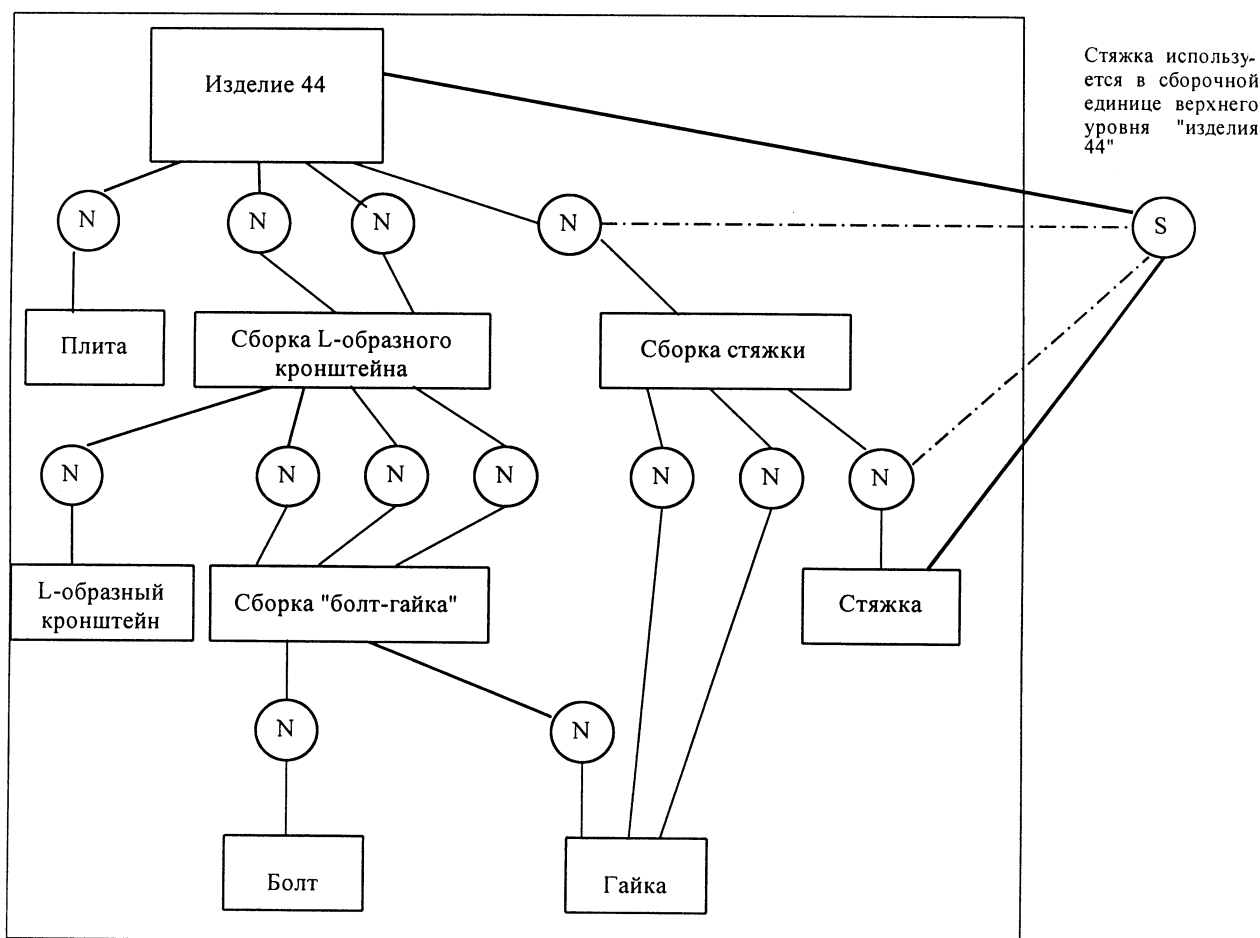 Изделие 44
Стяжка использу-
ется в сборочной
единице верхнего
уровня "изделия
44"
N
N
N
N
S
Плита
Сборка L-образного
кронштейна
Сборка стяжки
N
N
N
N
N
N
N
L-образный
кронштейн
Сборка "болт-гайка"
Стяжка
N
N
Болт
Гайка